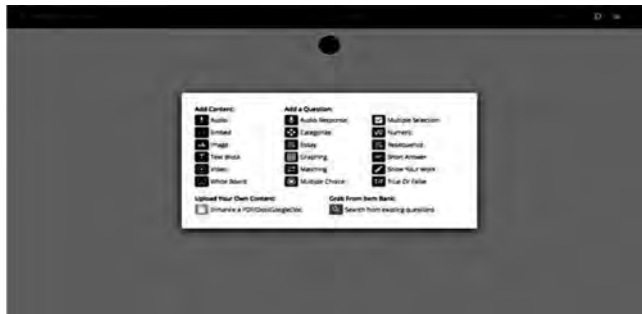 Add Content:
Audio
Embed
Image
Text Block
Video
White Board
Add a Question:
Audio Response
Categorize
Essay
Graphing
Matching
Multiple Choice
Multiple Selection
Numeric
Resequence
Short Answer
Show Your Work
True Or False
Upload Your Own Content:
Enhance a PDF/Doc/GoogleDoc
Grab From Item Bank:
Search from existing questions